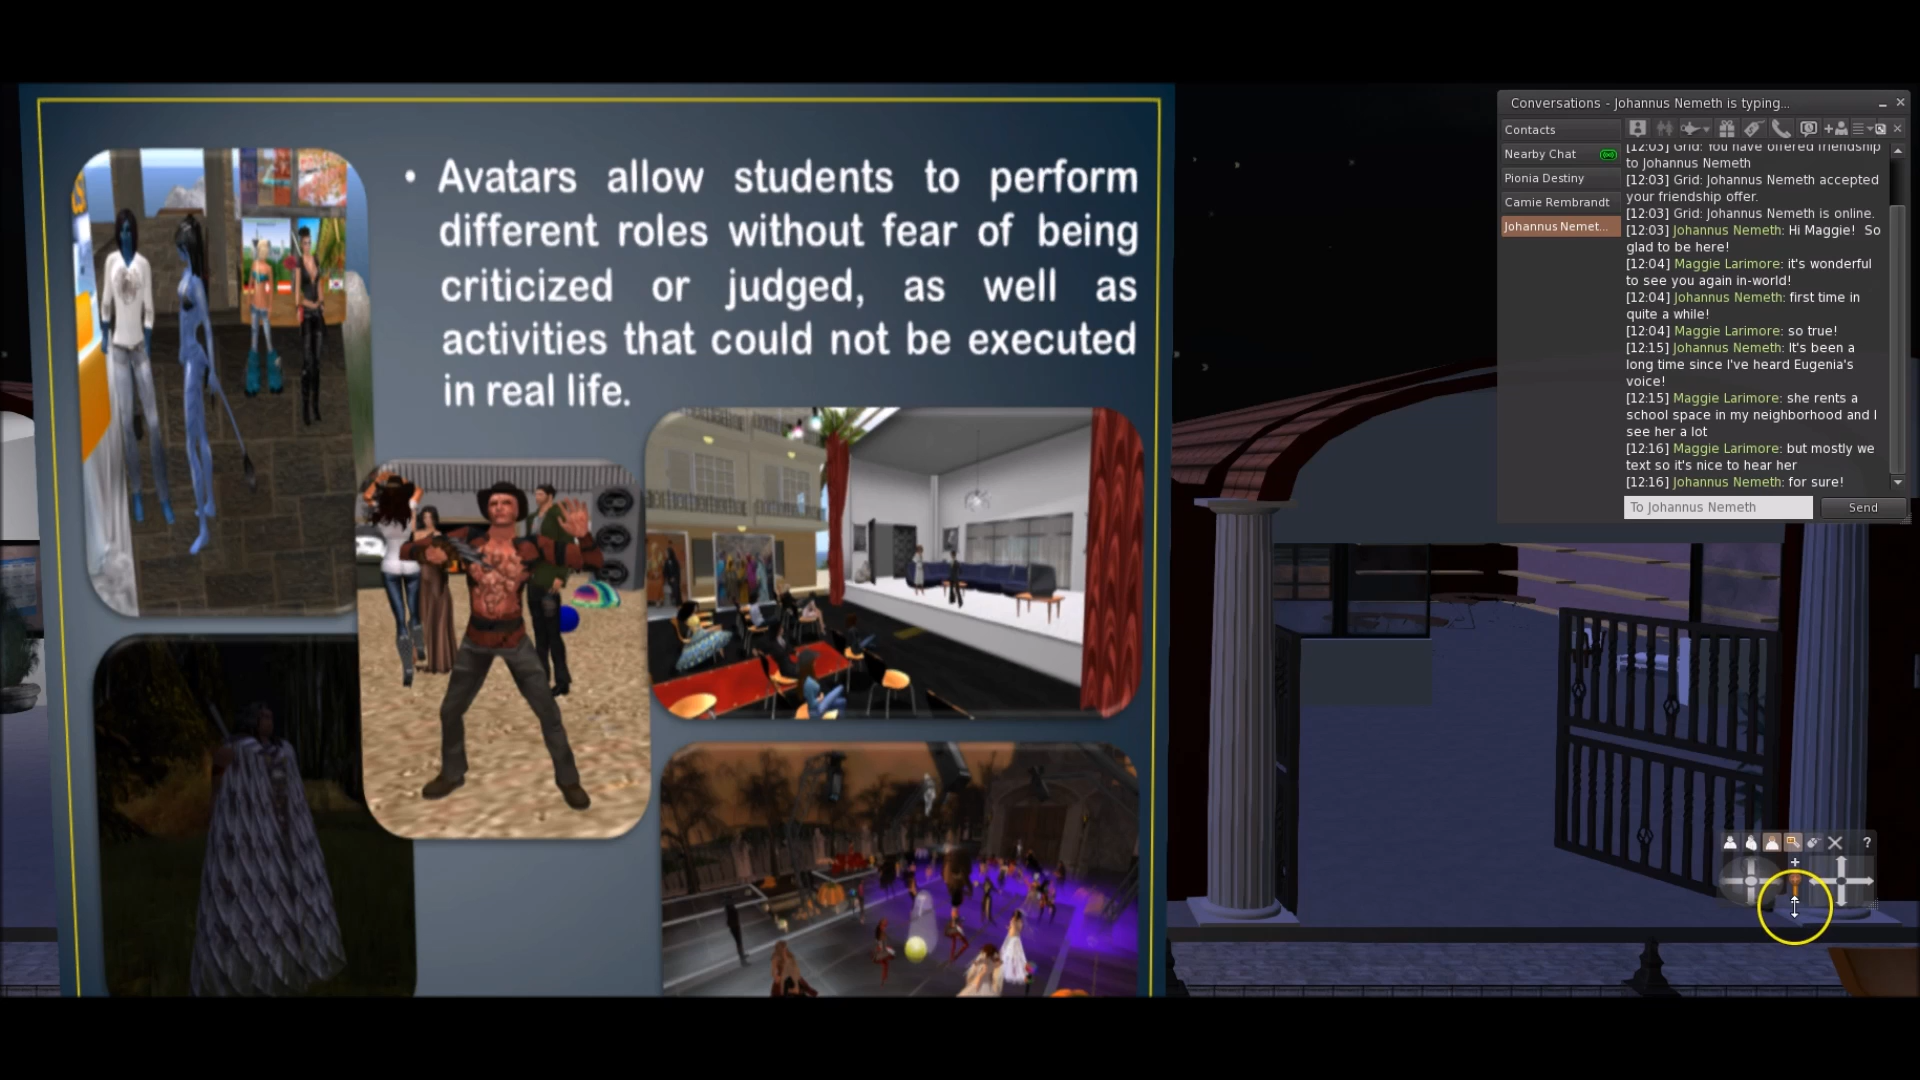 • Avatars allow students to perform
different roles without fear of being
criticized or judged, as well as
activities that could not be executed
in real life.
Conversations - Johannus Nemeth is typing...
Contacts
Nearby Chat
Pionia Destiny
Camie Rembrandt
Johannus Nemet...
[12:03] Grid: You have offered friendship
to Johannus Nemeth
[12:03] Grid: Johannus Nemeth accepted
your friendship offer.
[12:03] Grid: Johannus Nemeth is online.
[12:03] Johannus Nemeth: Hi Maggie!  So
glad to be here!
[12:04] Maggie Larimore: it's wonderful
to see you again in-world!
[12:04] Johannus Nemeth: first time in
quite a while!
[12:04] Maggie Larimore: so true!
[12:15] Johannus Nemeth: It's been a
long time since I've heard Eugenia's
voice!
[12:15] Maggie Larimore: she rents a
school space in my neighborhood and I
see her a lot
[12:16] Maggie Larimore: but mostly we
text so it's nice to hear her
[12:16] Johannus Nemeth: for sure!
To Johannus Nemeth
Send
?